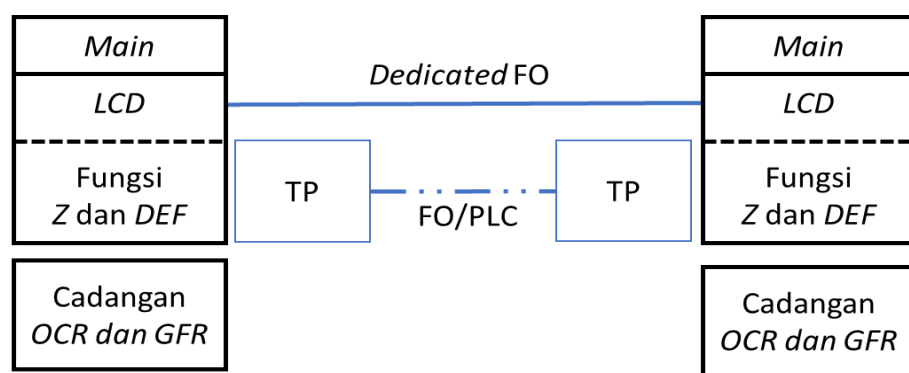 Main
LCD
Fungsi
Z dan DEF
Cadangan
OCR dan GFR
Dedicated FO
TP
FO/PLC
TP
Main
LCD
Fungsi
Z dan DEF
Cadangan
OCR dan GFR